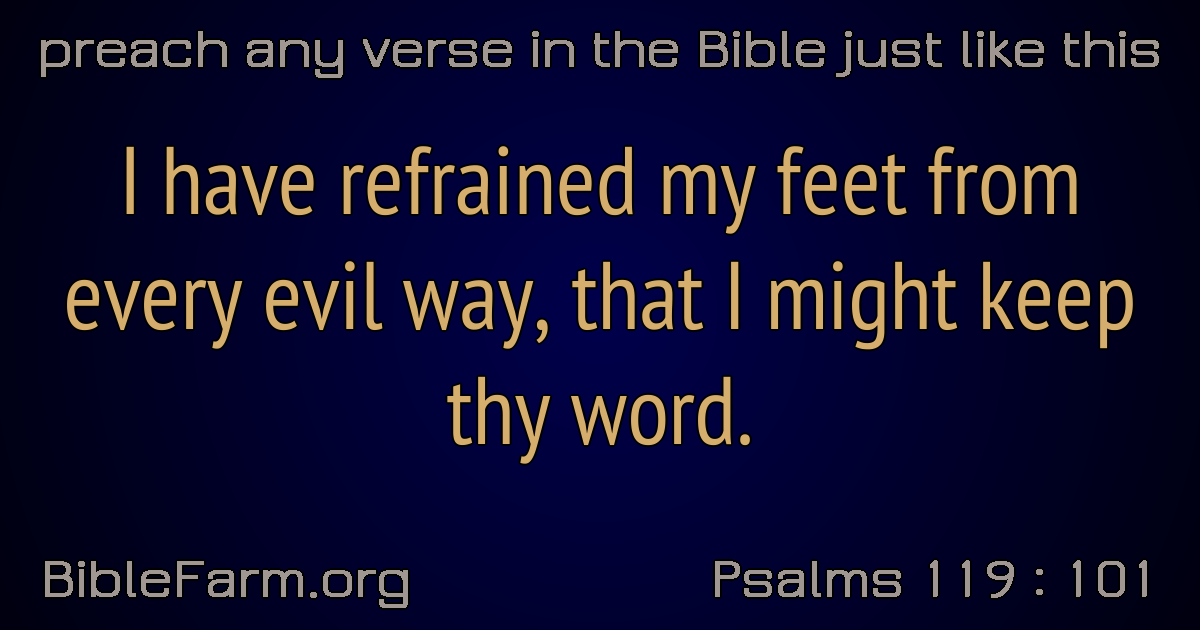 preach any verse in the Bible just like this
I have refrained my feet from
every evil way, that I might keep
thy word.
BibleFarm.org
Psalms 119 : 101